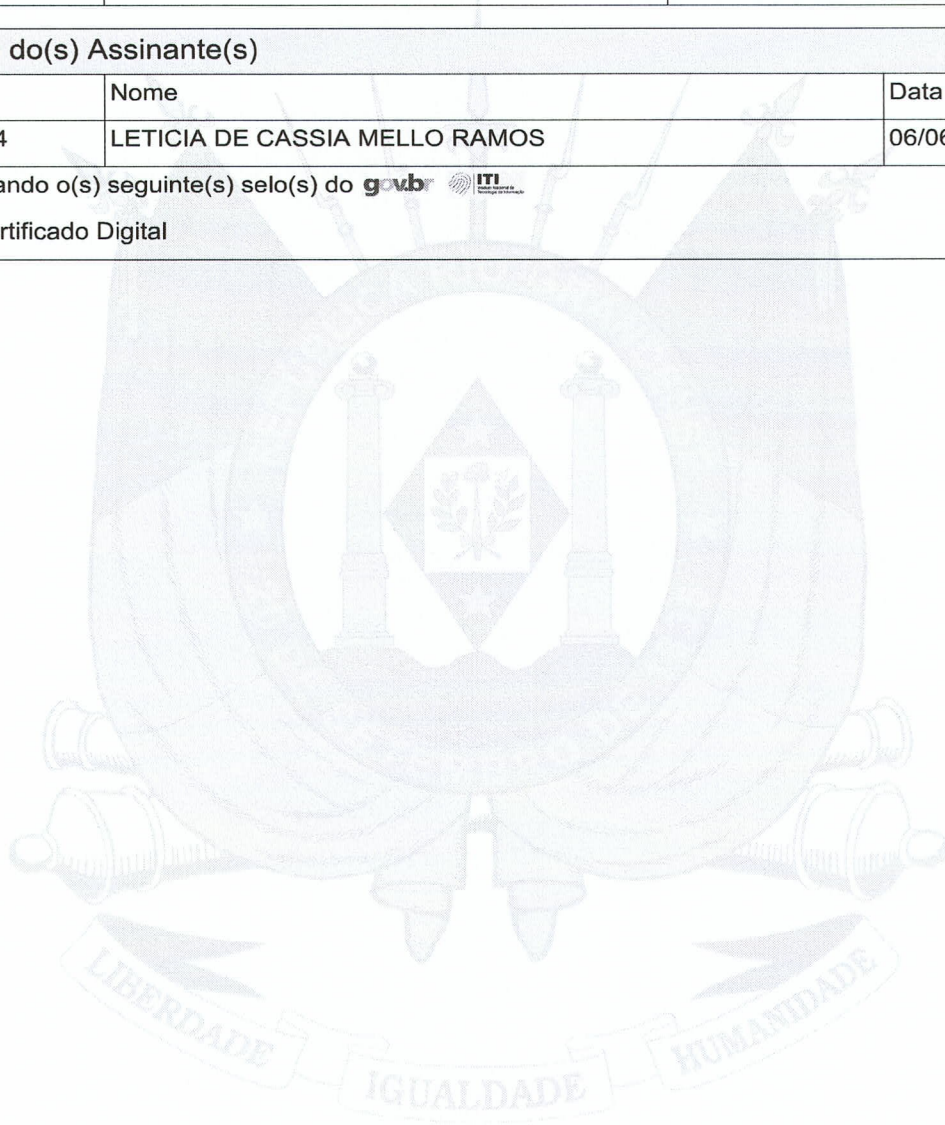 do(s) Assinante(s)
Nome Data
4 LETICIA DE CASSIA MELLO RAMOS 06/06
ando o(s) seguinte(s) selo(s) do gov.br ITI
rtificado Digital
LIBERDADE IGUALDADE HUMANIDADE